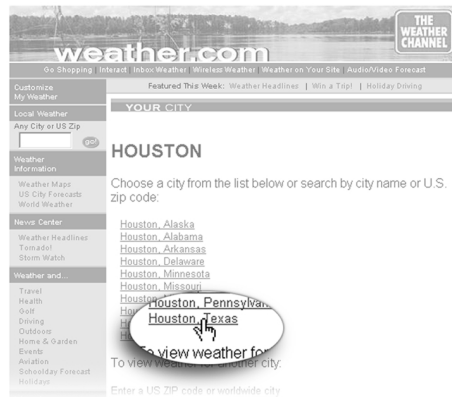 THE
WEATHER
CHANNEL
weather.com
Go Shopping | Interact | Inbox Weather | Wireless Weather | Weather on Your Site | Audio/Video Forecast
Customize
My Weather
Featured This Week: Weather Headlines | Win a Trip! | Holiday Driving
Local Weather
YOUR CITY
Any City or US Zip
go!
Weather
Information
Weather Maps
US City Forecasts
World Weather
News Center
Weather Headlines
Tornado!
Storm Watch
Weather and...
Travel
Health
Golf
Driving
Outdoors
Home & Garden
Events
Aviation
Schoolday Forecast
Holidays
HOUSTON
Choose a city from the list below or search by city name or U.S.
zip code:
Houston, Alaska
Houston, Alabama
Houston, Arkansas
Houston, Delaware
Houston, Minnesota
Houston, Missouri
Houston, Pennsylvan
Houston, Texas
To view weather for
To view weather for another city:
Enter a US ZIP code or worldwide city